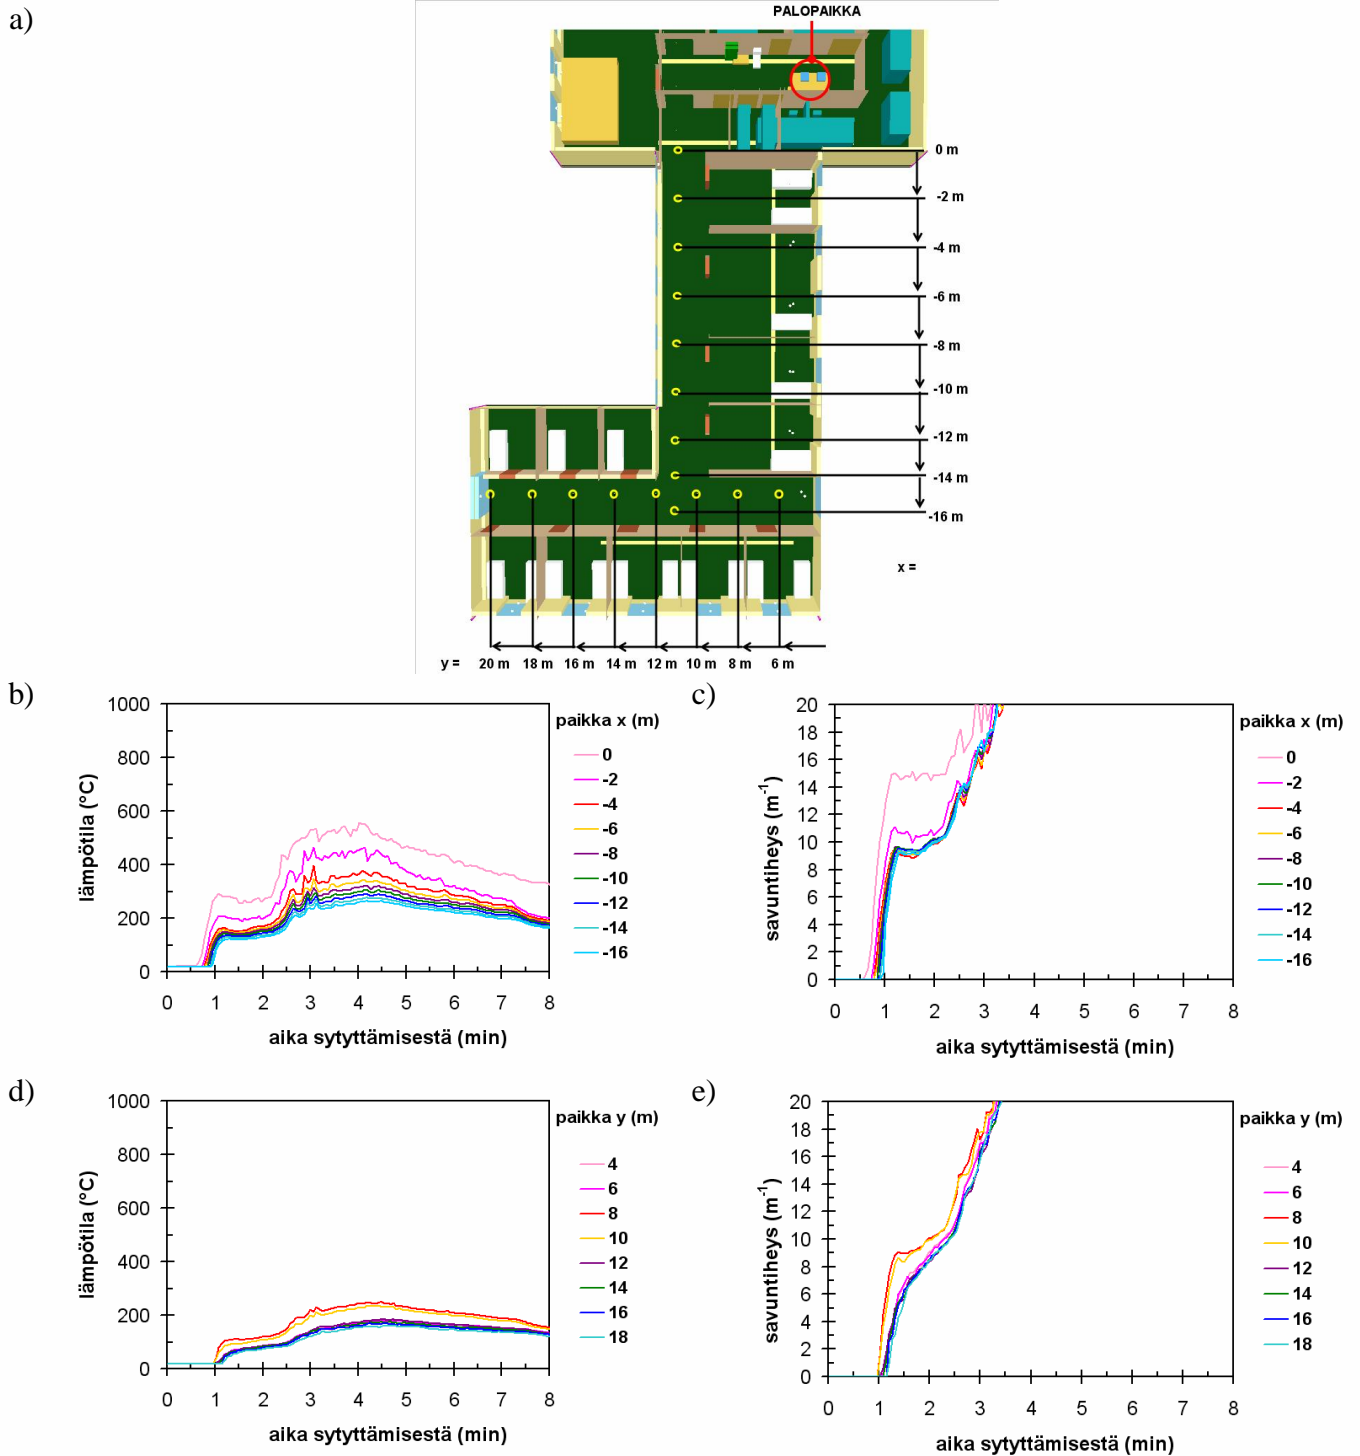 a)
PALOPAIKKA
0 m
-2 m
-4 m
-6 m
-8 m
-10 m
-12 m
-14 m
-16 m
x =
y = 20 m 18 m 16 m 14 m 12 m 10 m 8 m 6 m
b)
1000
800
600
400
200
0
lämpötila (°C)
0 1 2 3 4 5 6 7 8
aika sytyttämisestä (min)
paikka x (m)
0
-2
-4
-6
-8
-10
-12
-14
-16
c)
20
18
16
14
12
10
8
6
4
2
0
savuntiheys (m-1)
0 1 2 3 4 5 6 7 8
aika sytyttämisestä (min)
paikka x (m)
0
-2
-4
-6
-8
-10
-12
-14
-16
d)
1000
800
600
400
200
0
lämpötila (°C)
0 1 2 3 4 5 6 7 8
aika sytyttämisestä (min)
paikka y (m)
4
6
8
10
12
14
16
18
e)
20
18
16
14
12
10
8
6
4
2
0
savuntiheys (m-1)
0 1 2 3 4 5 6 7 8
aika sytyttämisestä (min)
paikka y (m)
4
6
8
10
12
14
16
18